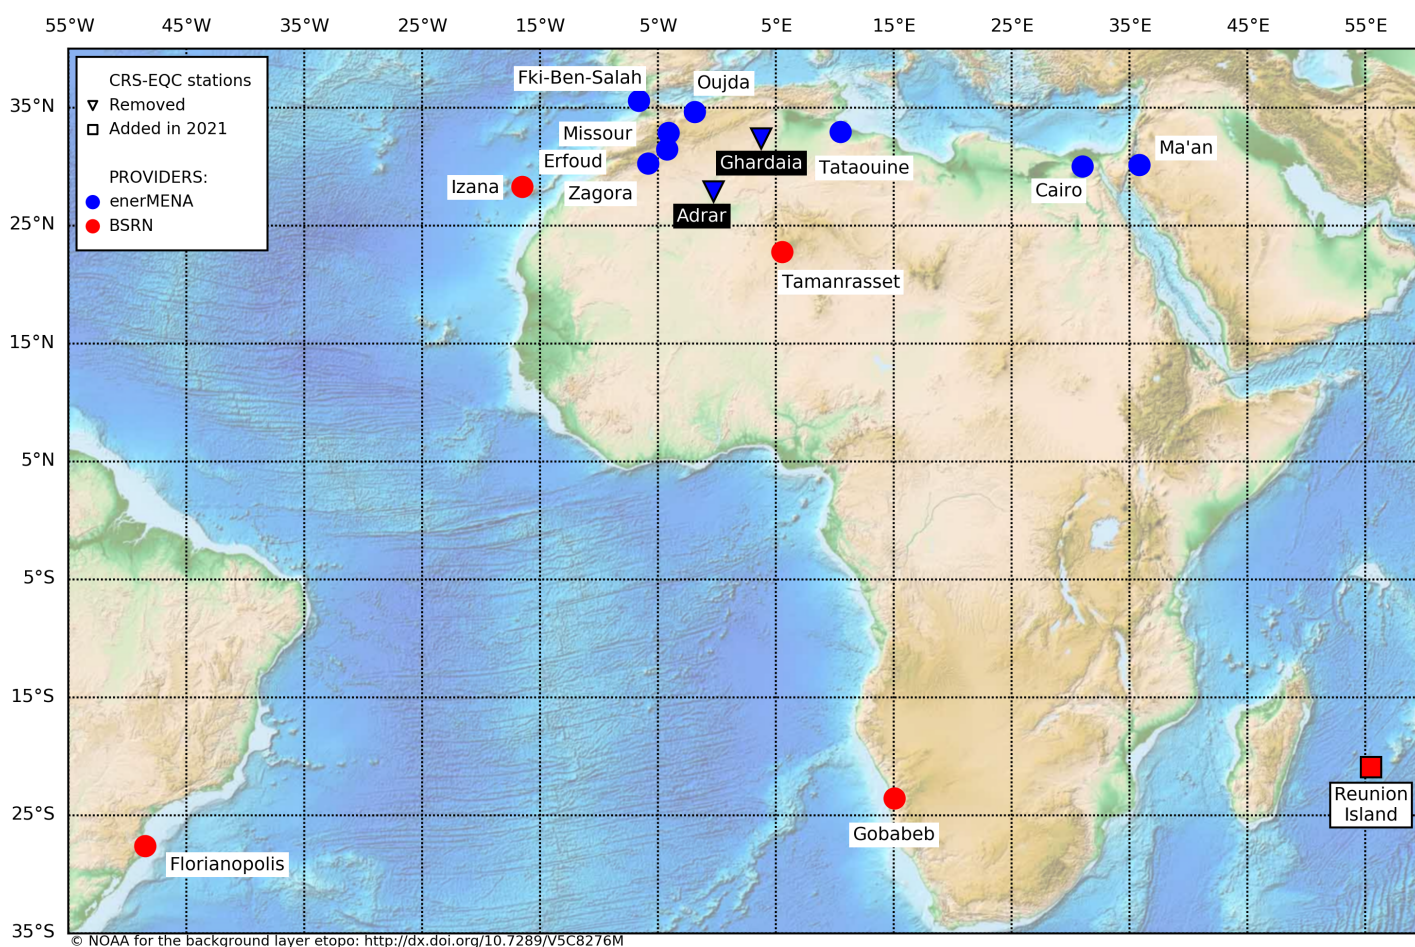 55°W 45°W 35°W 25°W 15°W 5°W 5°E 15°E 25°E 35°E 45°E 55°E
CRS-EQC stations
Removed
Added in 2021
PROVIDERS:
enerMENA
BSRN
Fki-Ben-Salah
Oujda
Missour
Erfoud
Zagora
Izana
Ghardaia
Adrar
Tataouine
Ma'an
Cairo
Tamanrasset
Gobabeb
Reunion
Island
Florianopolis
35°N
25°N
15°N
5°N
5°S
15°S
25°S
35°S
© NOAA for the background layer etopo: http://dx.doi.org/10.7289/V5C8276M